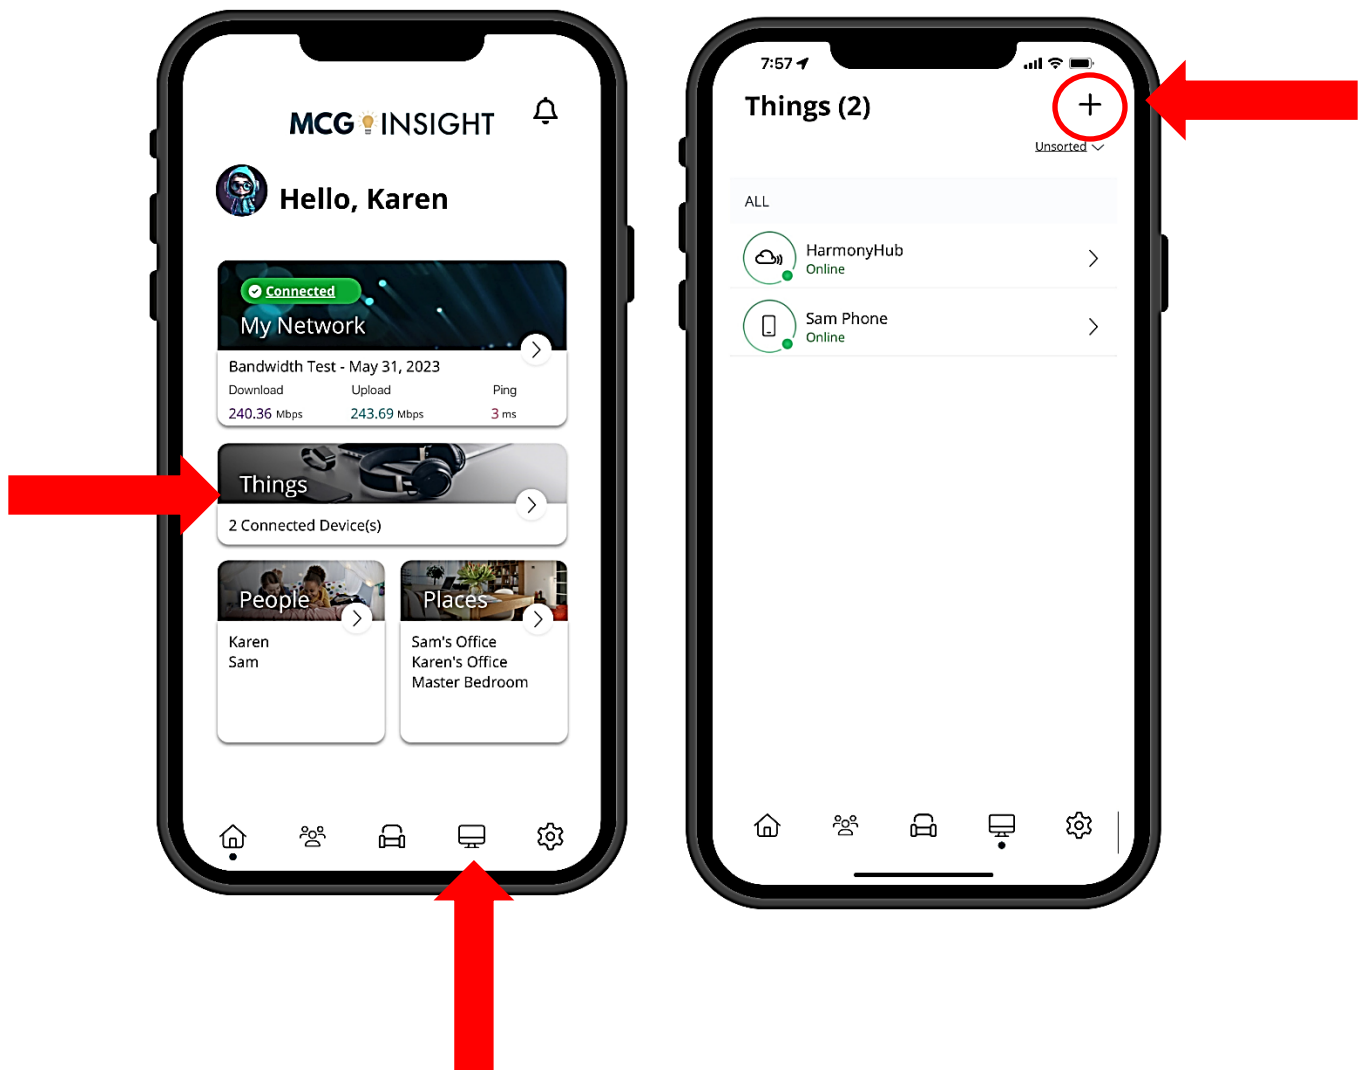 MCG INSIGHT
Hello, Karen
Connected
My Network
Bandwidth Test - May 31, 2023
Download Upload Ping
240.36 Mbps 243.69 Mbps 3 ms
Things
2 Connected Device(s)
People
Karen
Sam
Places
Sam's Office
Karen's Office
Master Bedroom
7:57
Things (2)
Unsorted
ALL
HarmonyHub
Online
Sam Phone
Online